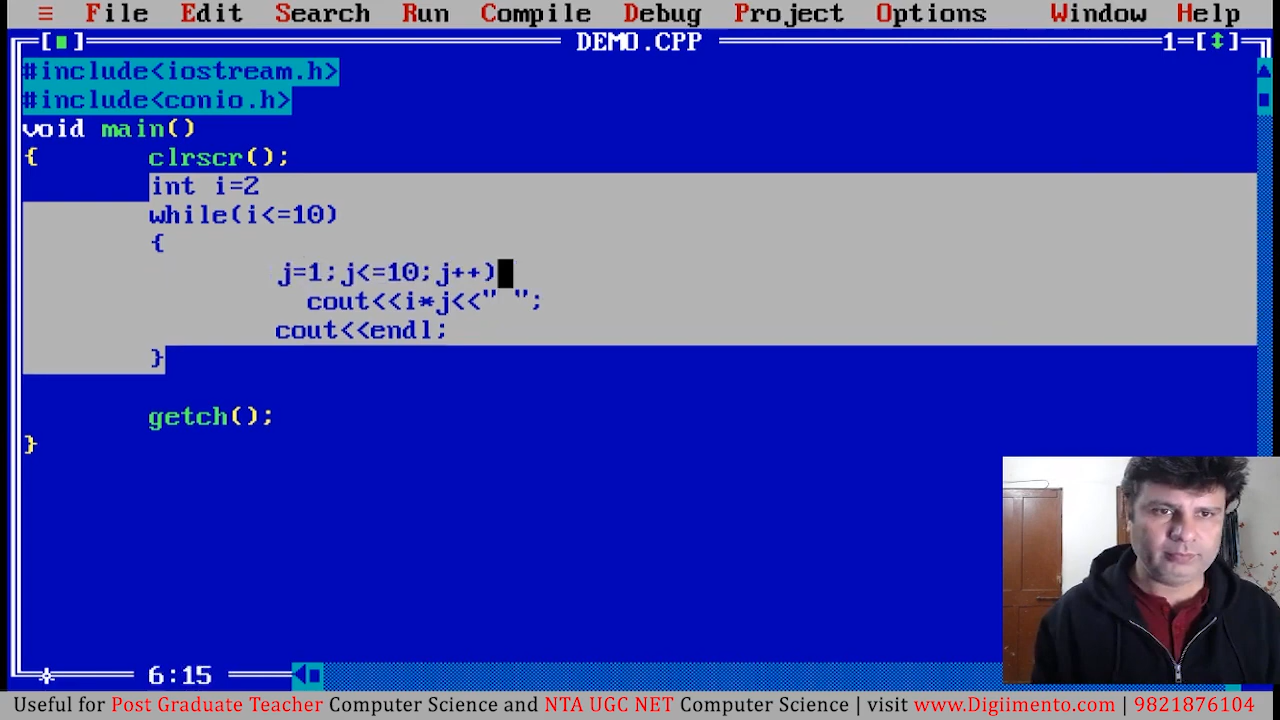 ≡ File Edit Search Run Compile Debug Project Options Window Help
[■] DEMO.CPP 1=[↕]
#include<iostream.h>
#include<conio.h>
void main()
{ clrscr();
int i=2
while(i<=10)
{
j=1;j<=10;j++)
cout<<i*j<<" ";
cout<<endl;
}
getch();
}
6:15
Useful for Post Graduate Teacher Computer Science and NTA UGC NET Computer Science | visit www.Digiimento.com | 9821876104